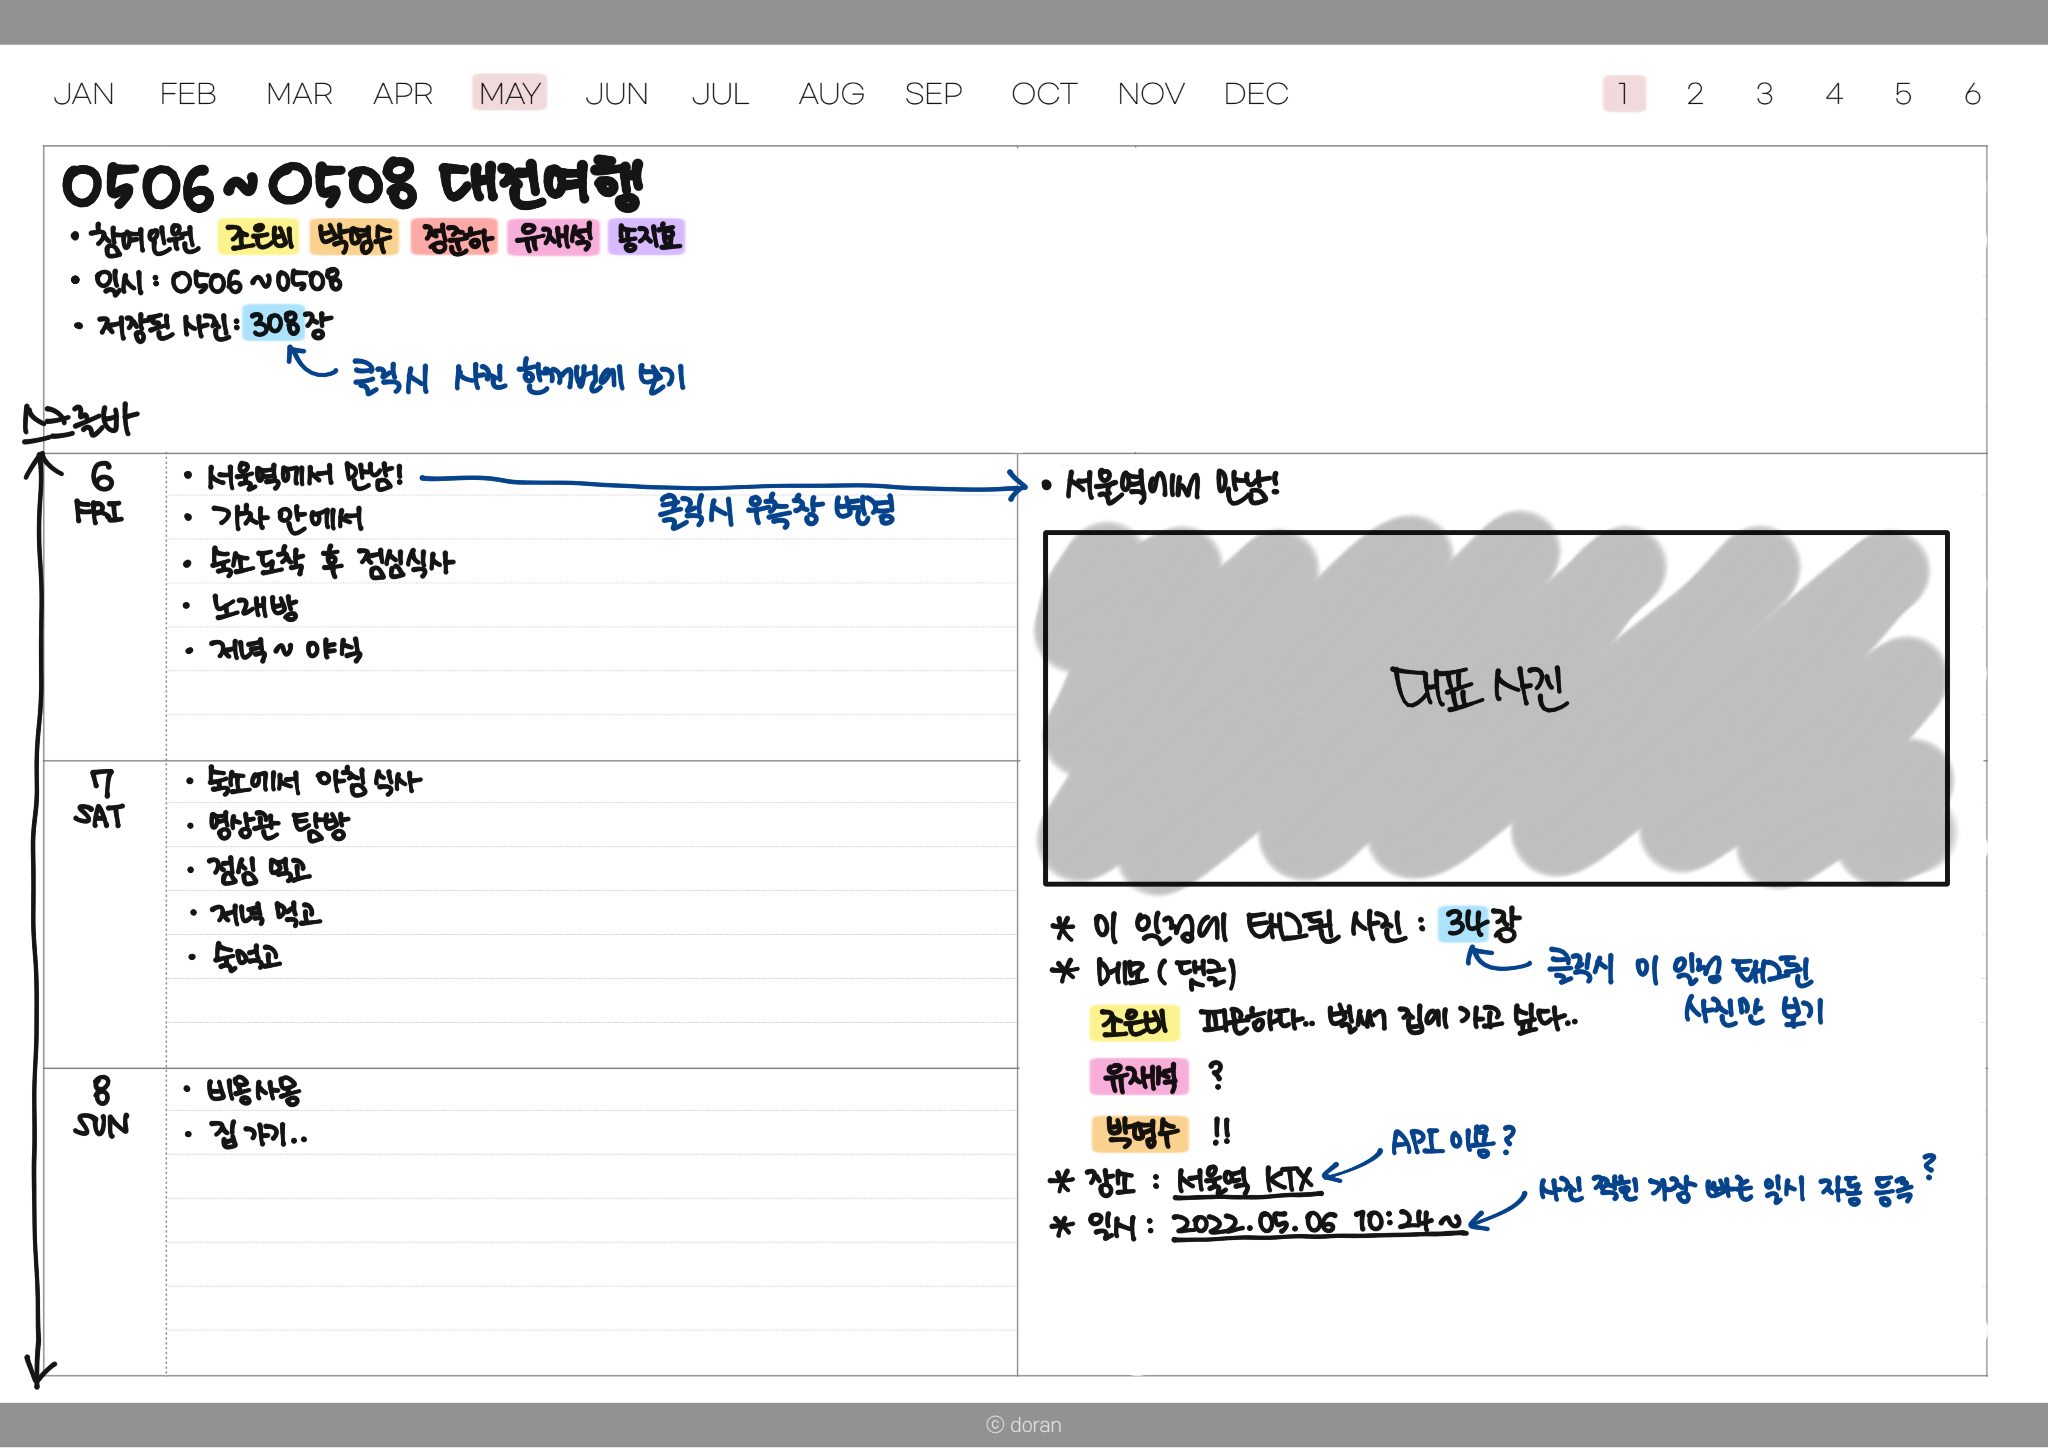 JAN FEB MAR APR MAY JUN JUL AUG SEP OCT NOV DEC 1 2 3 4 5 6
0506~0508 대전여행
• 참여인원 조은비 박명수 정준하 유재석 송지효
• 일시: 0506~0508
• 저장된 사진: 308장
클릭시 사진 한꺼번에 보기
롤바
6 FRI
• 서울역에서 만남!
• 기차 안에서
• 숙소도착 후 점심식사
• 노래방
• 저녁~야식
클릭시 우측창 변경
7 SAT
• 숙소에서 아침식사
• 영상관 탐방
• 점심 먹고
• 저녁 먹고
• 술먹고
8 SUN
• 비몽사몽
• 집 가기..
• 서울역에서 만남!
대표 사진
* 이 일정에 태그된 사진: 34장
클릭시 이 일정 태그된
사진만 보기
* 메모(댓글)
조은비 피곤하다.. 벌써 집에 가고 싶다..
유재석 ?
박명수 !!
* 장소: 서울역 KTX
API 이용?
* 일시: 2022.05.06 10:24~
사진 찍힌 가장 빠른 일시 자동 등록?
© doran